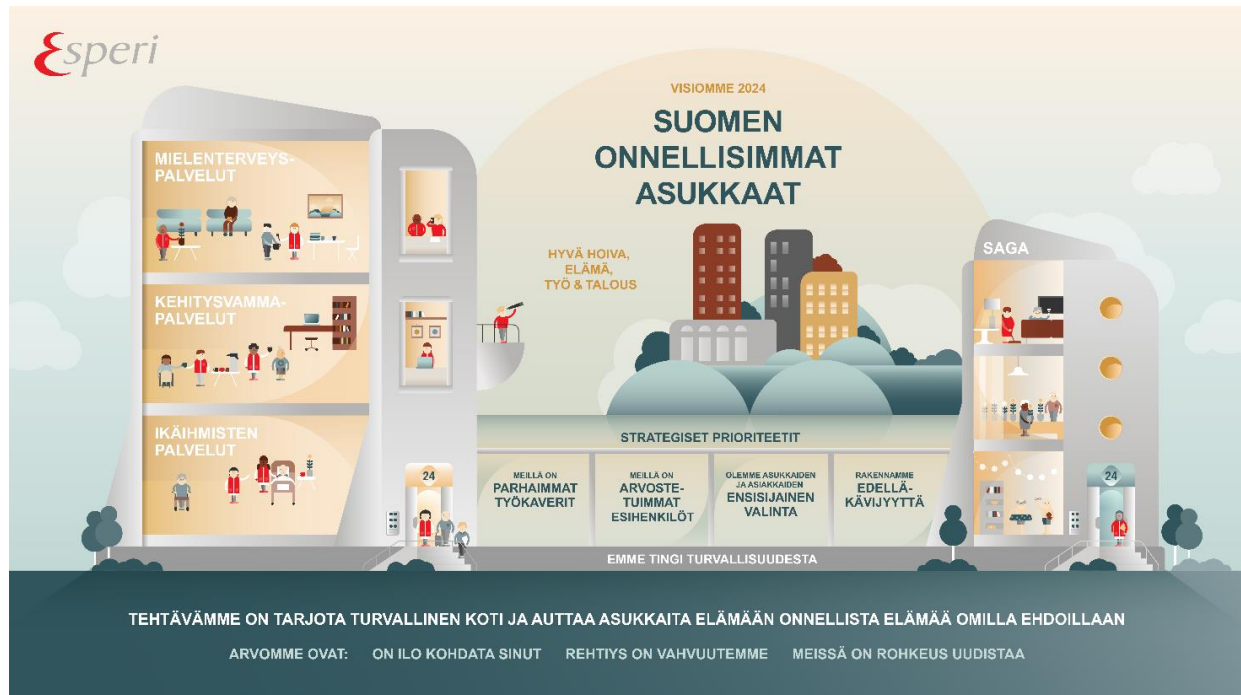 Esperi
VISIOMME 2024
SUOMEN
ONNELLISIMMAT
ASUKKAAT
HYVÄ HOIVA,
ELÄMÄ,
TYÖ & TALOUS
MIELENTERVEYS-
PALVELUT
KEHITYSVAMMA-
PALVELUT
IKÄIHMISTEN
PALVELUT
24
SAGA
24
STRATEGISET PRIORITEETIT
MEILLÄ ON
PARHAIMMAT
TYÖKAVERIT
MEILLÄ ON
ARVOSTE-
TUIMMAT
ESIHENKILÖT
OLEMME ASUKKAIDEN
JA ASIAKKAIDEN
ENSISIJAINEN
VALINTA
RAKENNAMME
EDELLÄ-
KÄVIJYYTTÄ
EMME TINGI TURVALLISUUDESTA
TEHTÄVÄMME ON TARJOTA TURVALLINEN KOTI JA AUTTAA ASUKKAITA ELÄMÄÄN ONNELLISTA ELÄMÄÄ OMILLA EHDOILLAAN
ARVOMME OVAT: ON ILO KOHDATA SINUT REHTIYS ON VAHVUUTEMME MEISSÄ ON ROHKEUS UUDISTAA